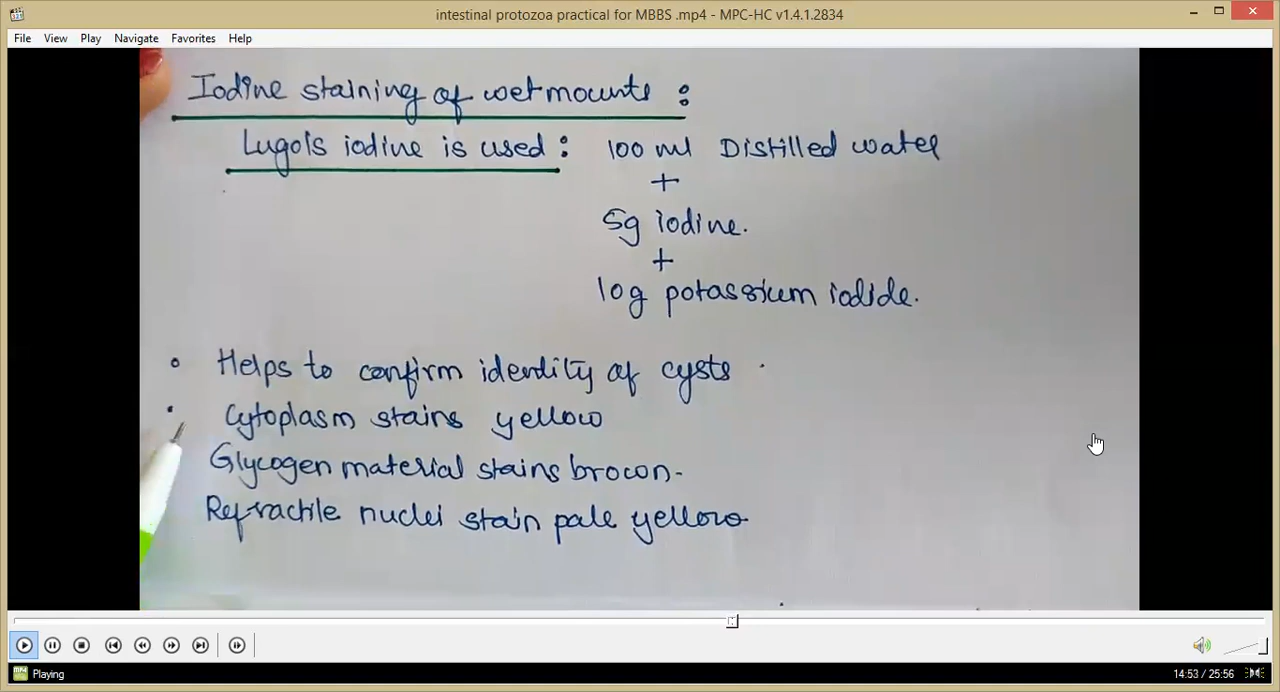 intestinal protozoa practical for MBBS .mp4 - MPC-HC v1.4.1.2834
File View Play Navigate Favorites Help
Iodine staining of wet mounts :
Lugols iodine is used : 100 ml Distilled water
+
5g iodine.
+
10g potassium iodide.
• Helps to confirm identity of cysts .
• Cytoplasm stains yellow
Glycogen material stains brown.
Refractile nuclei stain pale yellow
Playing
14:53 / 25:56